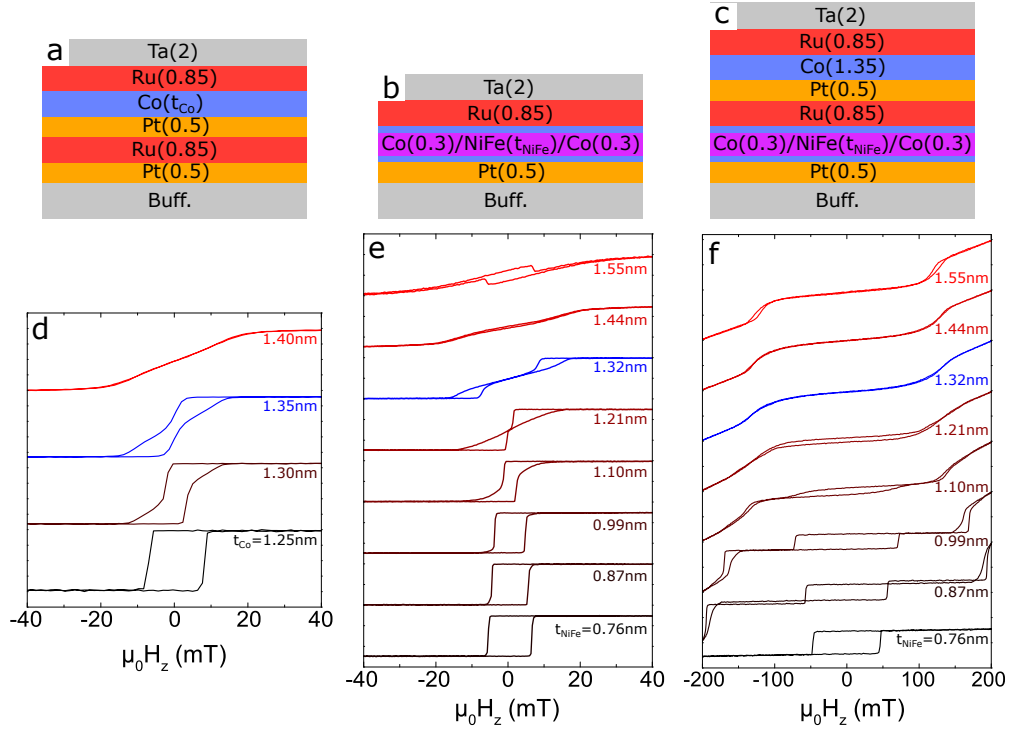 a
Ta(2)
Ru(0.85)
Co(t_Co)
Pt(0.5)
Ru(0.85)
Pt(0.5)
Buff.
b
Ta(2)
Ru(0.85)
Co(0.3)/NiFe(t_NiFe)/Co(0.3)
Pt(0.5)
Buff.
c
Ta(2)
Ru(0.85)
Co(1.35)
Pt(0.5)
Ru(0.85)
Co(0.3)/NiFe(t_NiFe)/Co(0.3)
Pt(0.5)
Buff.
d
1.40nm
1.35nm
1.30nm
t_Co=1.25nm
-40 -20 0 20 40
μ₀H_z (mT)
e
1.55nm
1.44nm
1.32nm
1.21nm
1.10nm
0.99nm
0.87nm
t_NiFe=0.76nm
-40 -20 0 20 40
μ₀H_z (mT)
f
1.55nm
1.44nm
1.32nm
1.21nm
1.10nm
0.99nm
0.87nm
t_NiFe=0.76nm
-200 -100 0 100 200
μ₀H_z (mT)